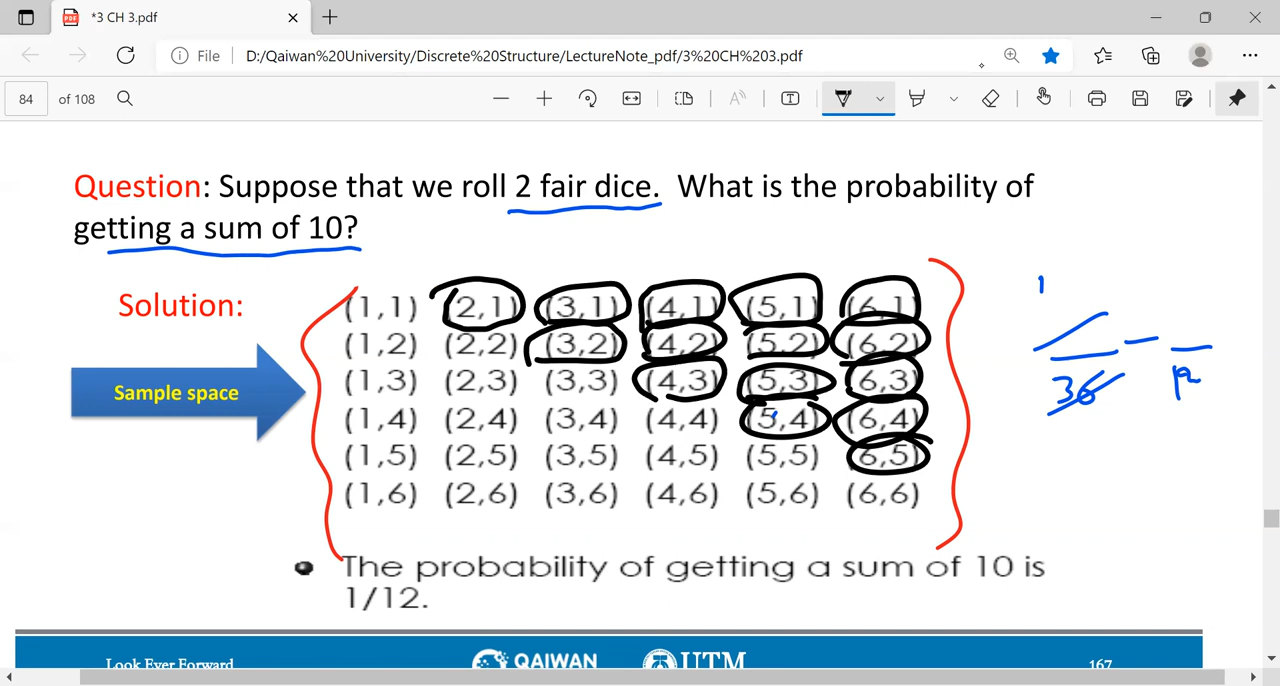 *3 CH 3.pdf
File D:/Qaiwan%20University/Discrete%20Structure/LectureNote_pdf/3%20CH%203.pdf
84 of 108
Question: Suppose that we roll 2 fair dice. What is the probability of
getting a sum of 10?
Solution:
(1,1) (2,1) (3,1) (4,1) (5,1) (6,1)
(1,2) (2,2) (3,2) (4,2) (5,2) (6,2)
(1,3) (2,3) (3,3) (4,3) (5,3) (6,3)
(1,4) (2,4) (3,4) (4,4) (5,4) (6,4)
(1,5) (2,5) (3,5) (4,5) (5,5) (6,5)
(1,6) (2,6) (3,6) (4,6) (5,6) (6,6)
Sample space
1
36
12
The probability of getting a sum of 10 is
1/12.
Look Ever Forward QAIWAN UTM 167